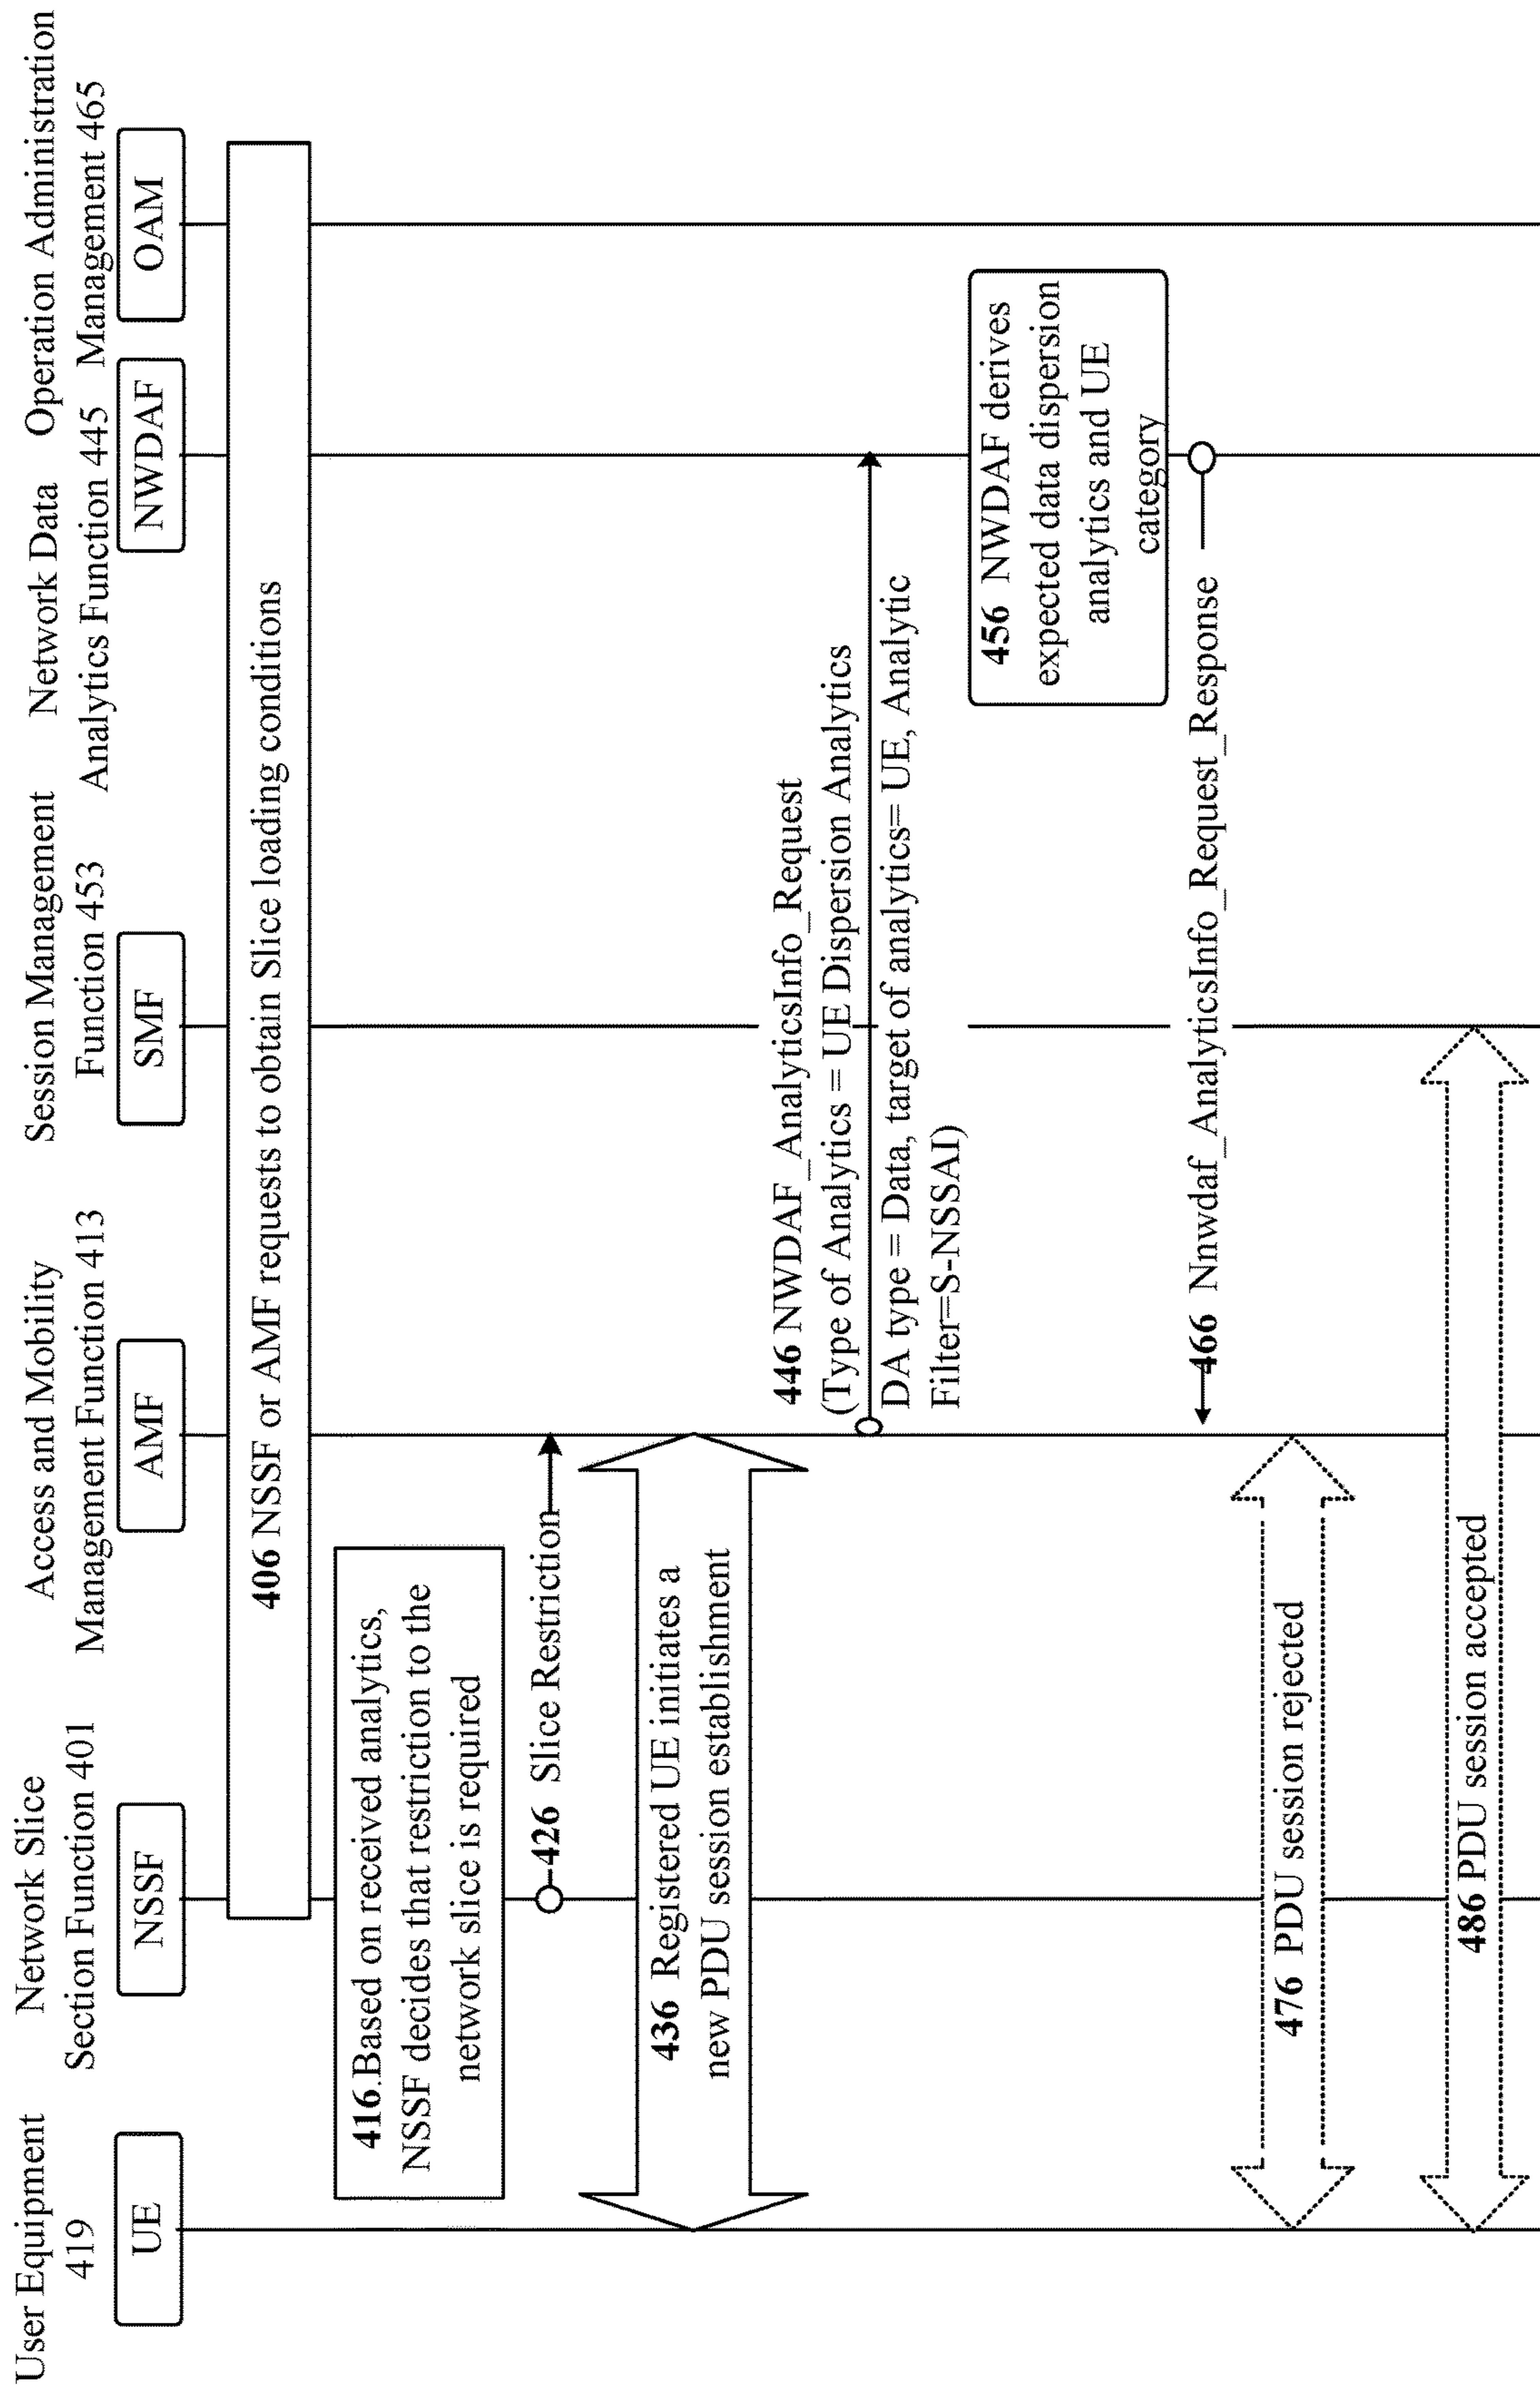 User Equipment
419
UE
Network Slice
Section Function 401
NSSF
Access and Mobility
Management Function 413
AMF
Session Management
Function 453
SMF
Network Data
Analytics Function 445
NWDAF
Operation Administration
Management 465
OAM
406 NSSF or AMF requests to obtain Slice loading conditions
416.Based on received analytics,
NSSF decides that restriction to the
network slice is required
426 Slice Restriction
436 Registered UE initiates a
new PDU session establishment
446 NWDAF_AnalyticsInfo_Request
(Type of Analytics = UE Dispersion Analytics
DA type = Data, target of analytics= UE, Analytic
Filter=S-NSSAI)
456 NWDAF derives
expected data dispersion
analytics and UE
category
466 Nnwdaf_AnalyticsInfo_Request_Response
476 PDU session rejected
486 PDU session accepted